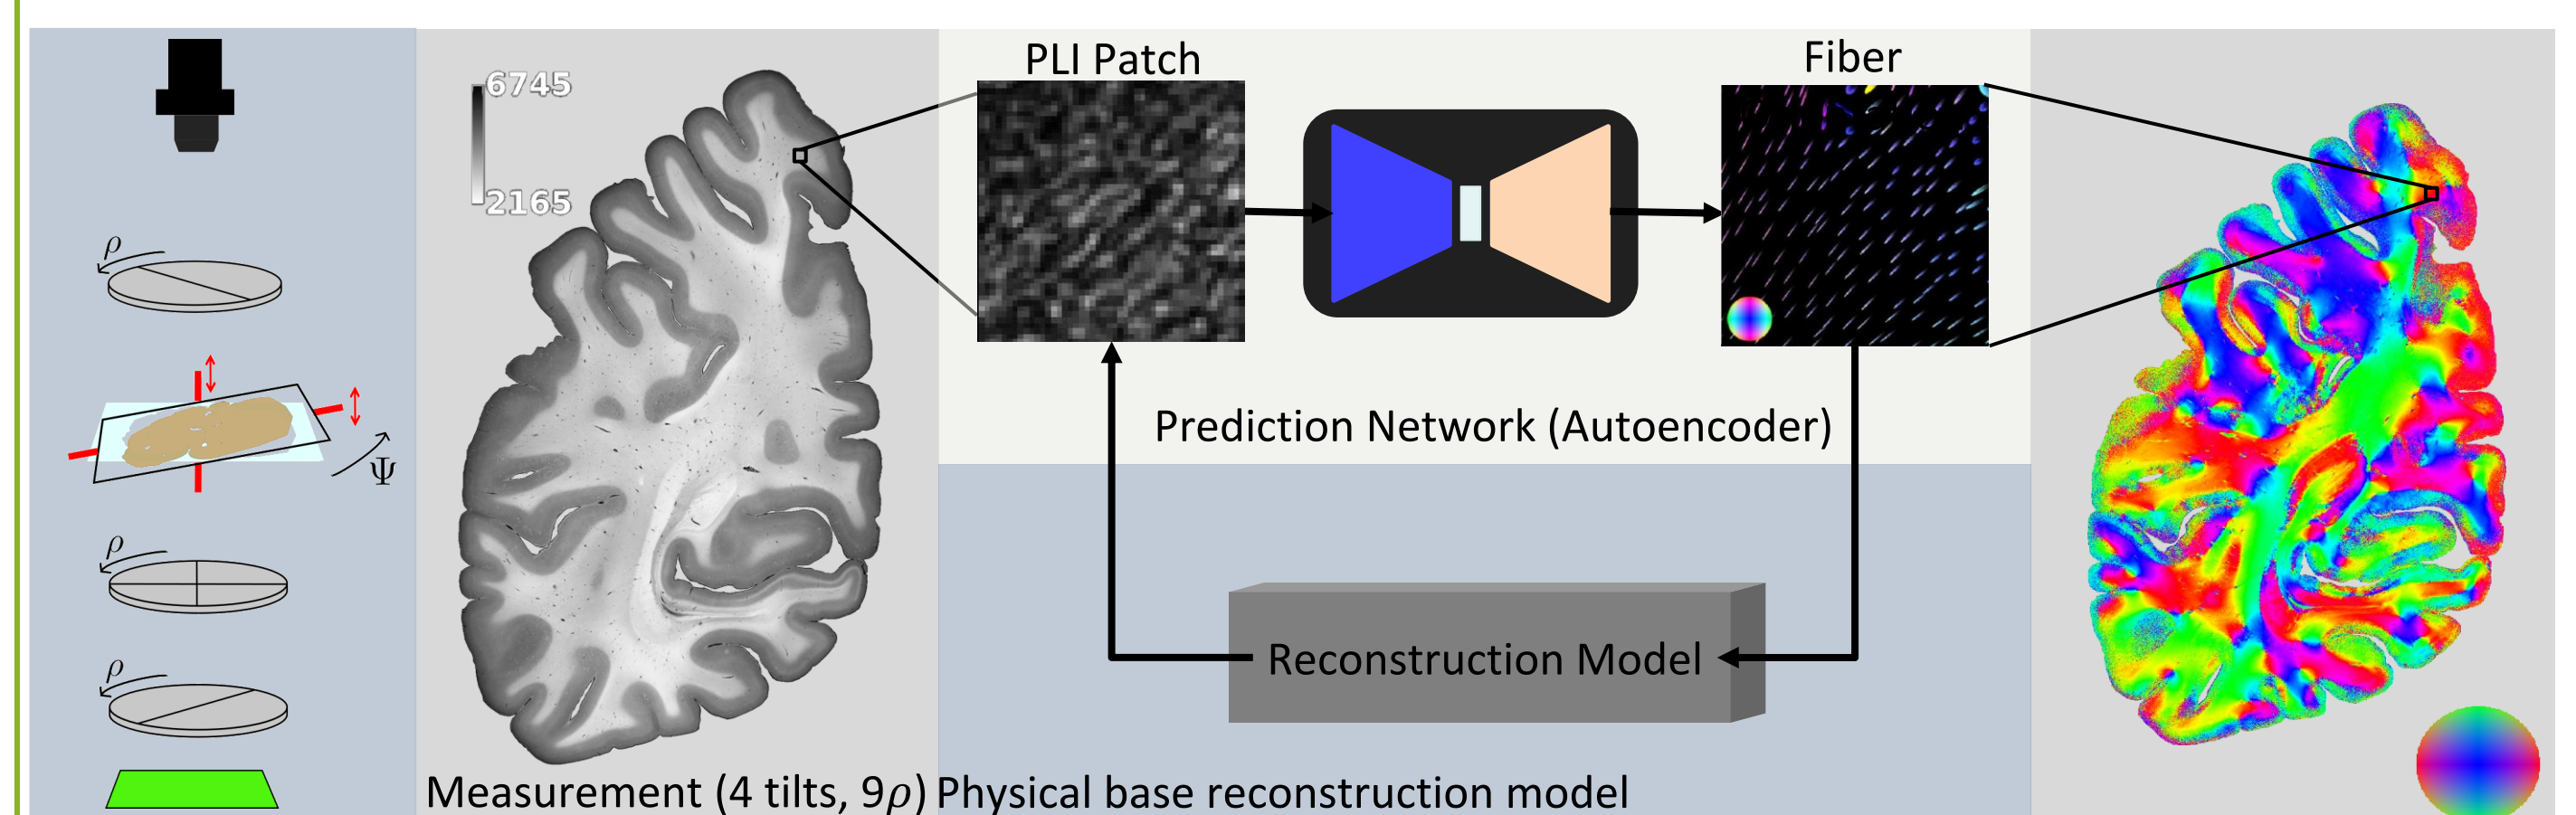 ρ
Ψ
ρ
ρ
6745
2165
PLI Patch
Fiber
Prediction Network (Autoencoder)
Reconstruction Model
Measurement (4 tilts, 9ρ)
Physical base reconstruction model